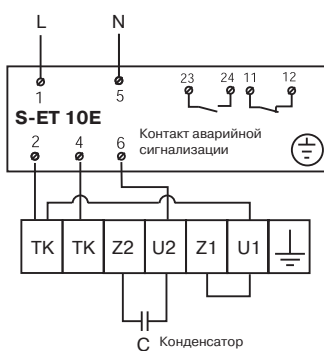 L N
23 24 11 12
1 5
S-ET 10E
2 4 6
Контакт аварийной
сигнализации
TK TK Z2 U2 Z1 U1
C Конденсатор